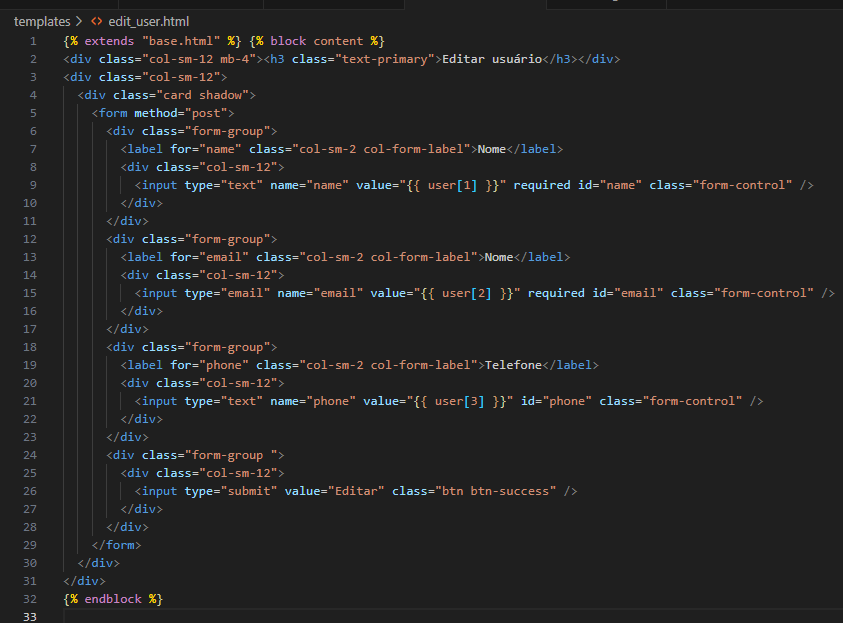 templates > <> edit_user.html
1 {% extends "base.html" %} {% block content %}
2 <div class="col-sm-12 mb-4"><h3 class="text-primary">Editar usuário</h3></div>
3 <div class="col-sm-12">
4   <div class="card shadow">
5     <form method="post">
6       <div class="form-group">
7         <label for="name" class="col-sm-2 col-form-label">Nome</label>
8         <div class="col-sm-12">
9           <input type="text" name="name" value="{{ user[1] }}" required id="name" class="form-control" />
10         </div>
11       </div>
12       <div class="form-group">
13         <label for="email" class="col-sm-2 col-form-label">Nome</label>
14         <div class="col-sm-12">
15           <input type="email" name="email" value="{{ user[2] }}" required id="email" class="form-control" />
16         </div>
17       </div>
18       <div class="form-group">
19         <label for="phone" class="col-sm-2 col-form-label">Telefone</label>
20         <div class="col-sm-12">
21           <input type="text" name="phone" value="{{ user[3] }}" id="phone" class="form-control" />
22         </div>
23       </div>
24       <div class="form-group ">
25         <div class="col-sm-12">
26           <input type="submit" value="Editar" class="btn btn-success" />
27         </div>
28       </div>
29     </form>
30   </div>
31 </div>
32 {% endblock %}
33